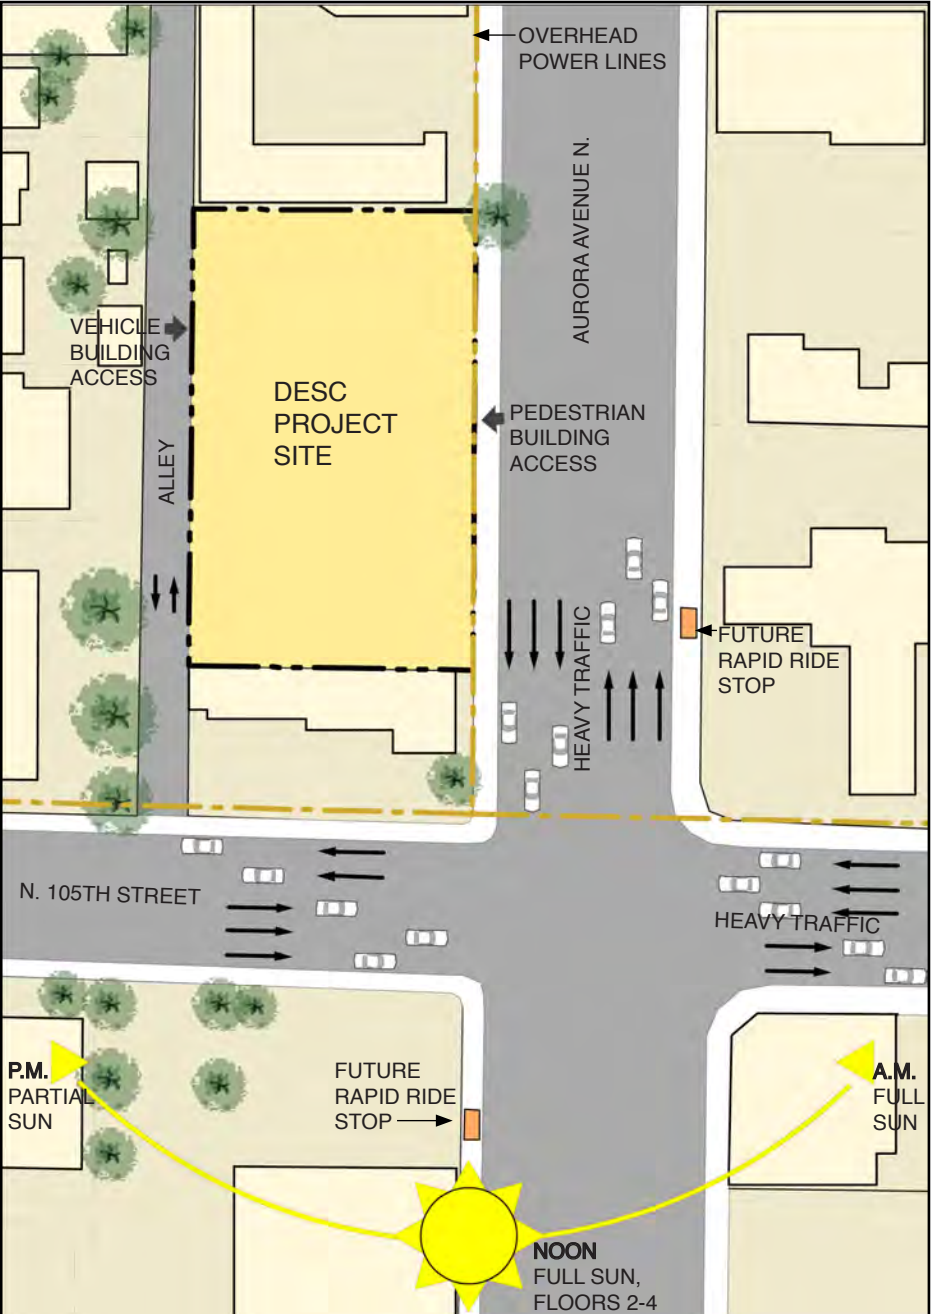 OVERHEAD
POWER LINES
AURORA AVENUE N.
VEHICLE
BUILDING
ACCESS
DESC
PROJECT
SITE
PEDESTRIAN
BUILDING
ACCESS
ALLEY
HEAVY TRAFFIC
FUTURE
RAPID RIDE
STOP
N. 105TH STREET
HEAVY TRAFFIC
P.M.
PARTIAL
SUN
FUTURE
RAPID RIDE
STOP
A.M.
FULL
SUN
NOON
FULL SUN,
FLOORS 2-4